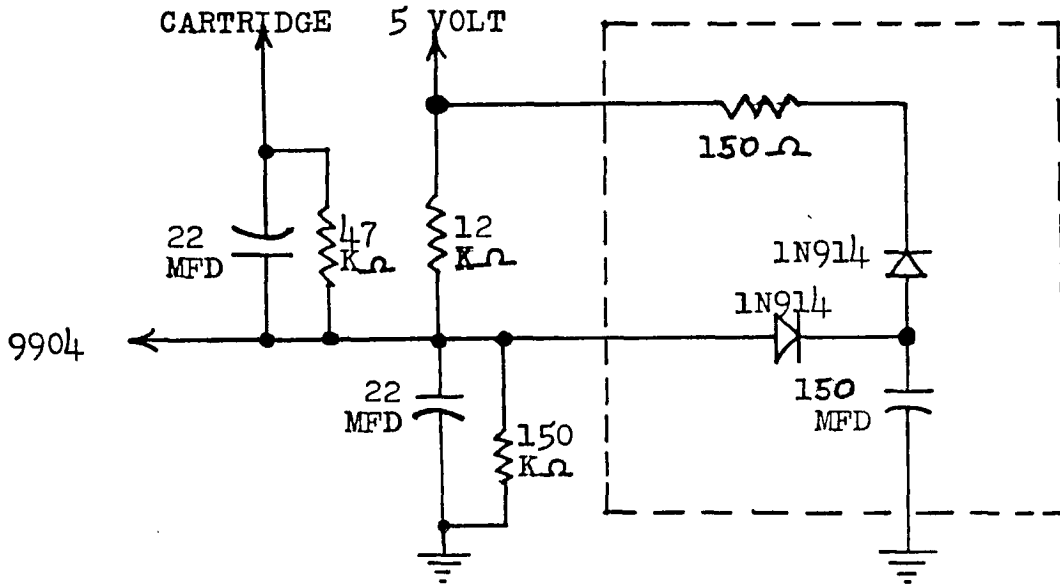 CARTRIDGE
5 VOLT
150 Ω
22
MFD
47
KΩ
12
KΩ
1N914
1N914
9904
22
MFD
150
KΩ
150
MFD